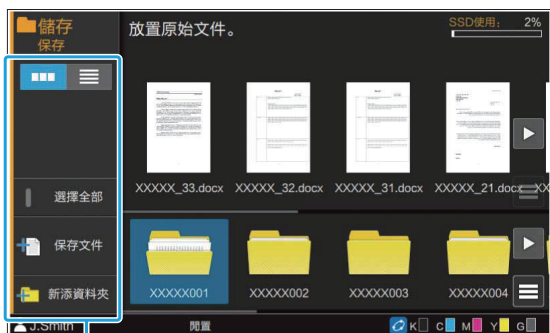 儲存
保存
放置原始文件。
SSD使用： 2%
選擇全部
保存文件
新添資料夾
XXXXX_33.docx XXXXX_32.docx XXXXX_31.docx XXXXX_21.docx XX
XXXXX001 XXXXX002 XXXXX003 XXXXX004
J.Smith 閒置 K C M Y G